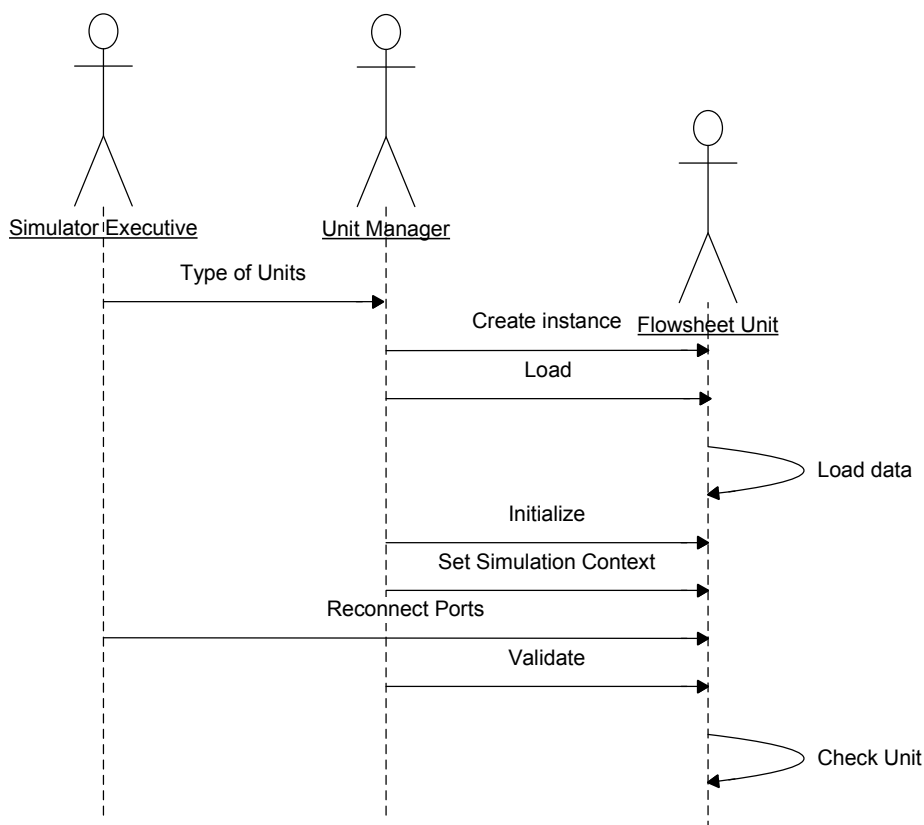 Simulator Executive
Unit Manager
Flowsheet Unit
Type of Units
Create instance
Load
Load data
Initialize
Set Simulation Context
Reconnect Ports
Validate
Check Unit